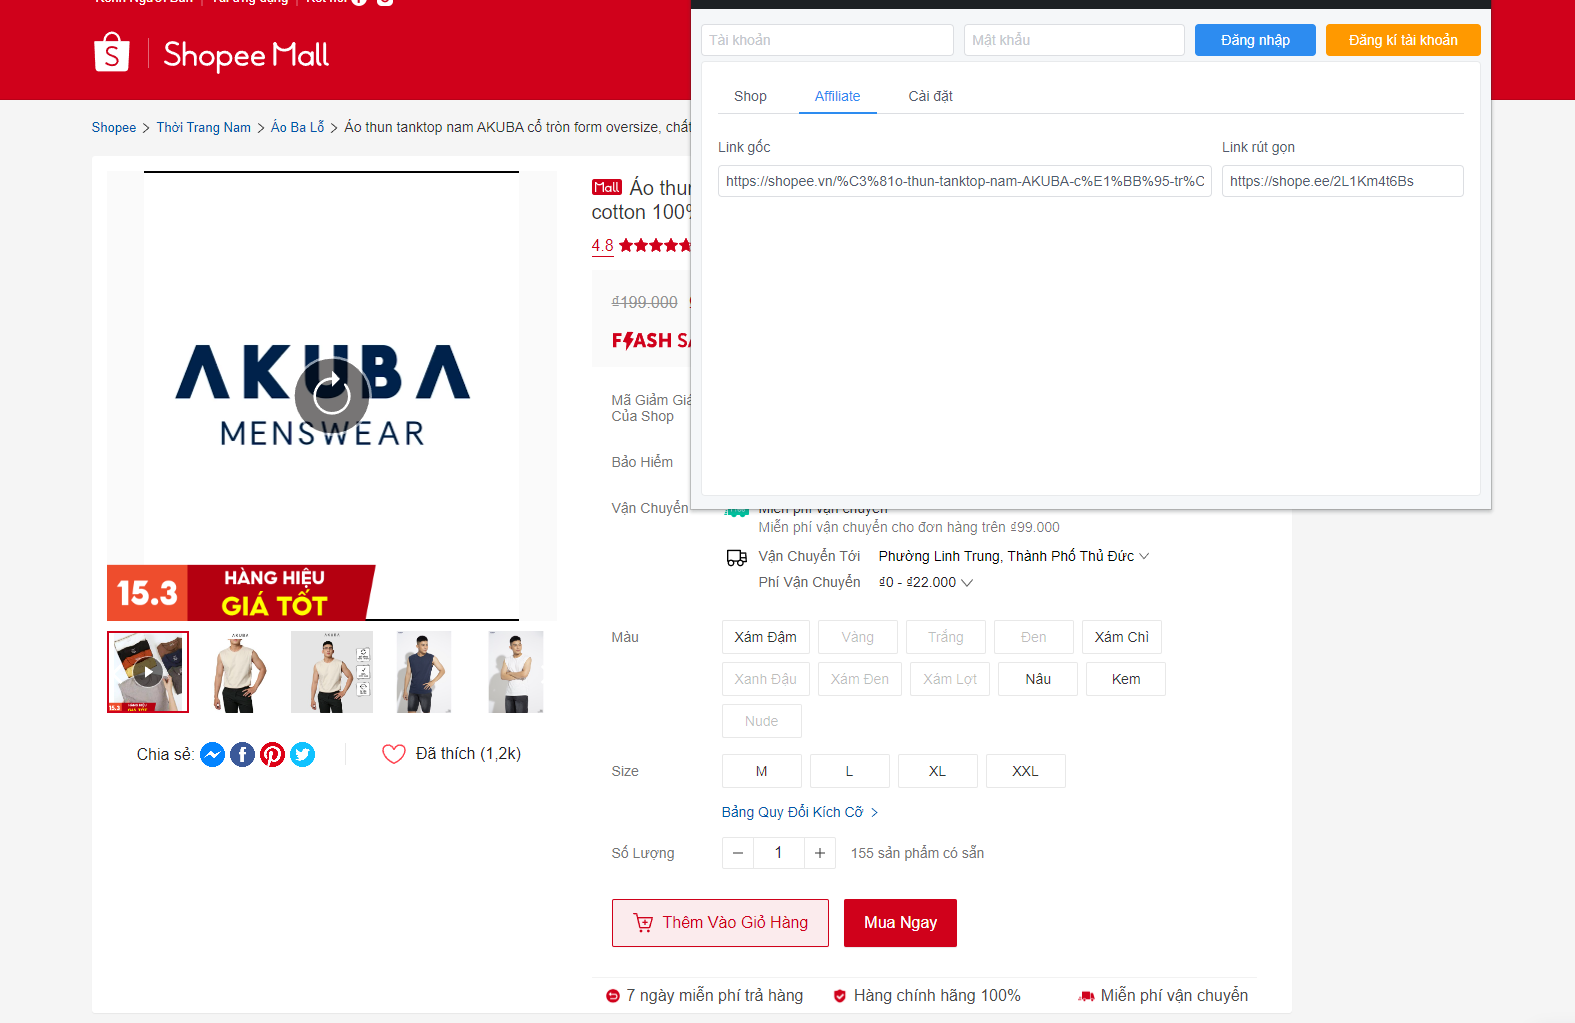 Kênh Người Bán
Tải ứng dụng
Kết nối
S
Shopee Mall
Tài khoản
Mật khẩu
Đăng nhập
Đăng kí tài khoản
Shop
Affiliate
Cài đặt
Link gốc
Link rút gọn
https://shopee.vn/%C3%81o-thun-tanktop-nam-AKUBA-c%E1%BB%95-tr%C
https://shope.ee/2L1Km4t6Bs
Shopee > Thời Trang Nam > Áo Ba Lỗ > Áo thun tanktop nam AKUBA cổ tròn form oversize, chất
AKUBA
MENSWEAR
15.3
HÀNG HIỆU
GIÁ TỐT
Mall Áo thun
cotton 100%
4.8
₫199.000
FLASH SA
Mã Giảm Giá
Của Shop
Bảo Hiểm
Vận Chuyển
Miễn phí vận chuyển
Miễn phí vận chuyển cho đơn hàng trên ₫99.000
Vận Chuyển Tới
Phường Linh Trung, Thành Phố Thủ Đức
Phí Vận Chuyển
₫0 - ₫22.000
Màu
Xám Đậm
Vàng
Trắng
Đen
Xám Chì
Xanh Đậu
Xám Đen
Xám Lợt
Nâu
Kem
Nude
Size
M
L
XL
XXL
Bảng Quy Đổi Kích Cỡ >
Số Lượng
1
155 sản phẩm có sẵn
Thêm Vào Giỏ Hàng
Mua Ngay
7 ngày miễn phí trả hàng
Hàng chính hãng 100%
Miễn phí vận chuyển
15.3
HÀNG HIỆU
GIÁ TỐT
AKUBA
AKUBA
Chia sẻ:
Đã thích (1,2k)